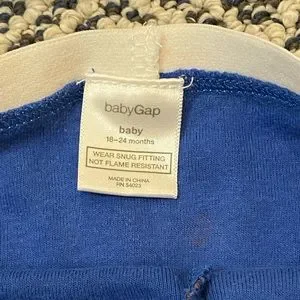 babyGap
baby
18-24 months
WEAR SNUG FITTING
NOT FLAME RESISTANT
MADE IN CHINA
RN 54023